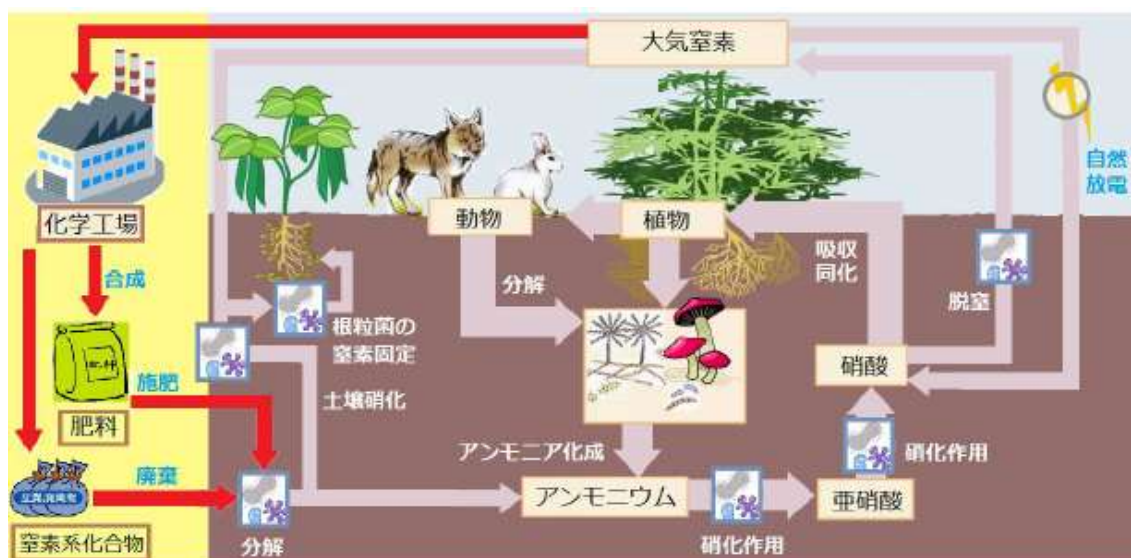 大気窒素
自然
放電
化学工場
動物
植物
吸収
同化
合成
分解
脱窒
根粒菌の
窒素固定
肥料
硝酸
施肥
土壌硝化
肥料
アンモニア化成
硝化作用
廃棄
アンモニウム
亜硝酸
窒素系化合物
分解
硝化作用